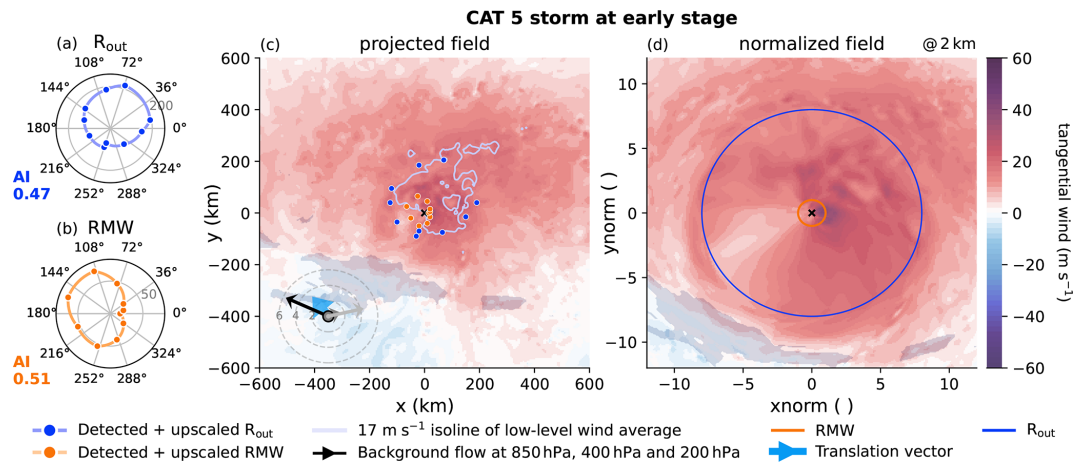 CAT 5 storm at early stage
(a) R_out
108° 72°
144° 36°
200
180° 0°
216° 324°
252° 288°
AI
0.47
(b) RMW
108° 72°
144° 36°
50
180° 0°
216° 324°
252° 288°
AI
0.51
(c) projected field
600
400
200
0
−200
−400
−600
y (km)
6 4
−600 −400 −200 0 200 400 600
x (km)
(d) normalized field @ 2 km
10
5
0
−5
−10
ynorm ( )
−10 −5 0 5 10
xnorm ( )
60
40
20
0
−20
−40
−60
tangential wind (m s⁻¹)
Detected + upscaled R_out
Detected + upscaled RMW
17 m s⁻¹ isoline of low-level wind average
Background flow at 850 hPa, 400 hPa and 200 hPa
RMW
Translation vector
R_out